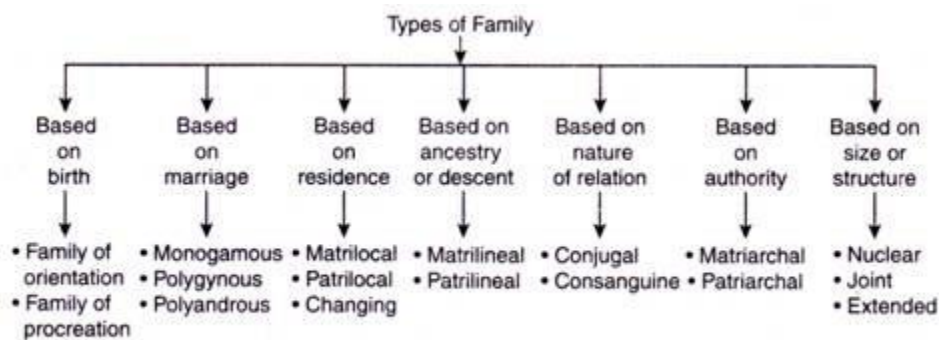 Types of Family
Based
on
birth
Based
on
marriage
Based
on
residence
Based on
ancestry
or descent
Based on
nature
of relation
Based
on
authority
Based on
size or
structure
• Family of
orientation
• Family of
procreation
• Monogamous
• Polygynous
• Polyandrous
• Matrilocal
• Patrilocal
• Changing
• Matrilineal
• Patrilineal
• Conjugal
• Consanguine
• Matriarchal
• Patriarchal
• Nuclear
• Joint
• Extended